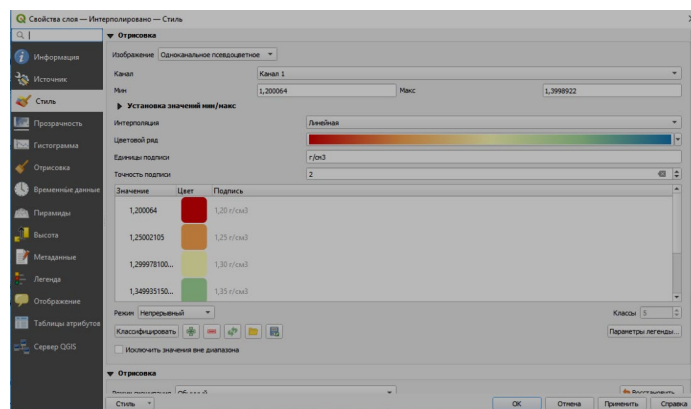 Свойства слоя — Интерполировано — Стиль
Информация
Источник
Стиль
Прозрачность
Гистограмма
Отрисовка
Временные данные
Пирамиды
Высота
Метаданные
Легенда
Отображение
Таблицы атрибутов
Сервер QGIS
Отрисовка
Изображение Одноканальное псевдоцветное
Канал Канал 1
Мин 1,200064 Макс 1,3998922
Установка значений мин/макс
Интерполяция Линейная
Цветовой ряд
Единицы подписи г/см3
Точность подписи 2
Значение Цвет Подпись
1,200064 1,20 г/см3
1,25002105 1,25 г/см3
1,299978100... 1,30 г/см3
1,349935150... 1,35 г/см3
Режим Непрерывный Классы 5
Классифицировать Параметры легенды...
Исключить значения вне диапазона
Отрисовка
Восстановить
Стиль ОК Отмена Применить Справка